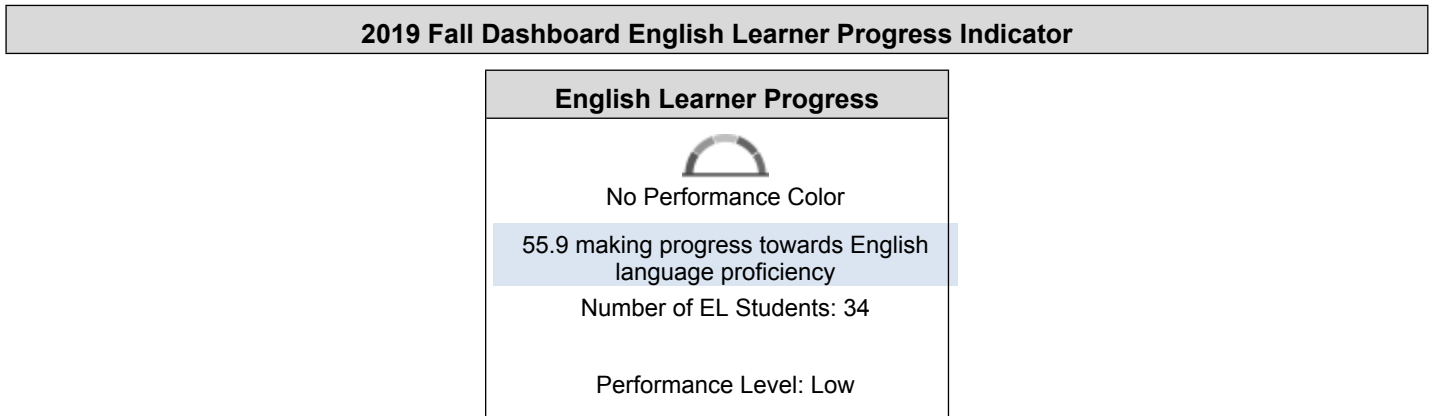 2019 Fall Dashboard English Learner Progress Indicator
English Learner Progress
No Performance Color
55.9 making progress towards English
language proficiency
Number of EL Students: 34
Performance Level: Low